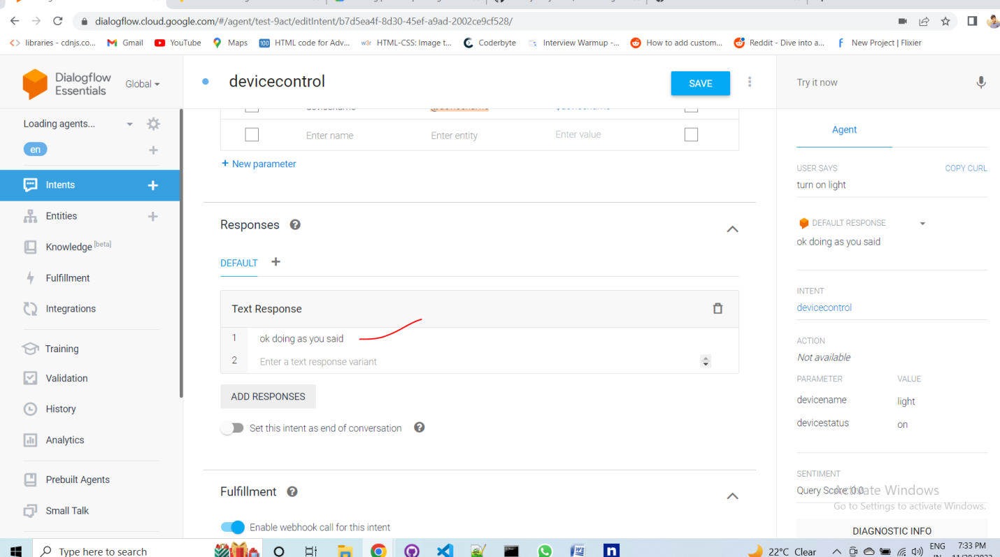 dialogflow.cloud.google.com/#/agent/test-9act/editIntent/b7d5ea4f-8d30-45ef-a9ad-2002ce9cf528/
libraries - cdnjs.co...
Gmail
YouTube
Maps
100
HTML code for Adv...
w3r
HTML-CSS: Image t...
Coderbyte
Interview Warmup -...
How to add custom...
Reddit - Dive into a...
New Project | Flixier
Dialogflow
Essentials
Global
devicecontrol
SAVE
Try it now
Loading agents...
en
Intents
Entities
Knowledge [beta]
Fulfillment
Integrations
Training
Validation
History
Analytics
Prebuilt Agents
Small Talk
Enter name
Enter entity
Enter value
+ New parameter
Responses
DEFAULT
Text Response
1
ok doing as you said
2
Enter a text response variant
ADD RESPONSES
Set this intent as end of conversation
Fulfillment
Enable webhook call for this intent
Agent
USER SAYS
COPY CURL
turn on light
DEFAULT RESPONSE
ok doing as you said
INTENT
devicecontrol
ACTION
Not available
PARAMETER
VALUE
devicename
light
devicestatus
on
SENTIMENT
Query Score: 0.0
Activate Windows
Go to Settings to activate Windows.
DIAGNOSTIC INFO
Type here to search
22°C Clear
ENG
7:33 PM